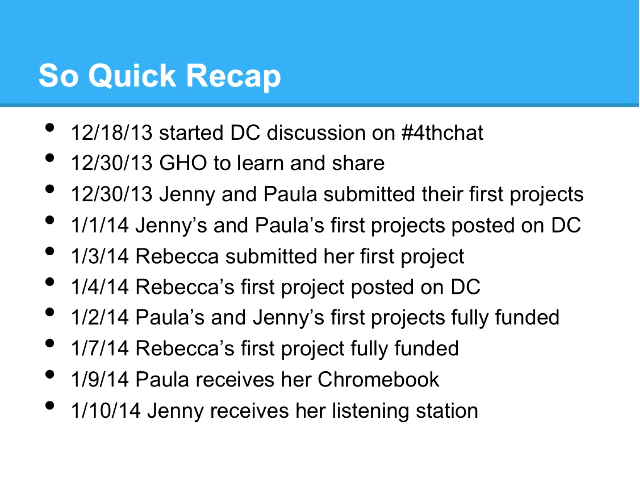 So Quick Recap
• 12/18/13 started DC discussion on #4thchat
• 12/30/13 GHO to learn and share
• 12/30/13 Jenny and Paula submitted their first projects
• 1/1/14 Jenny’s and Paula’s first projects posted on DC
• 1/3/14 Rebecca submitted her first project
• 1/4/14 Rebecca’s first project posted on DC
• 1/2/14 Paula’s and Jenny’s first projects fully funded
• 1/7/14 Rebecca’s first project fully funded
• 1/9/14 Paula receives her Chromebook
• 1/10/14 Jenny receives her listening station